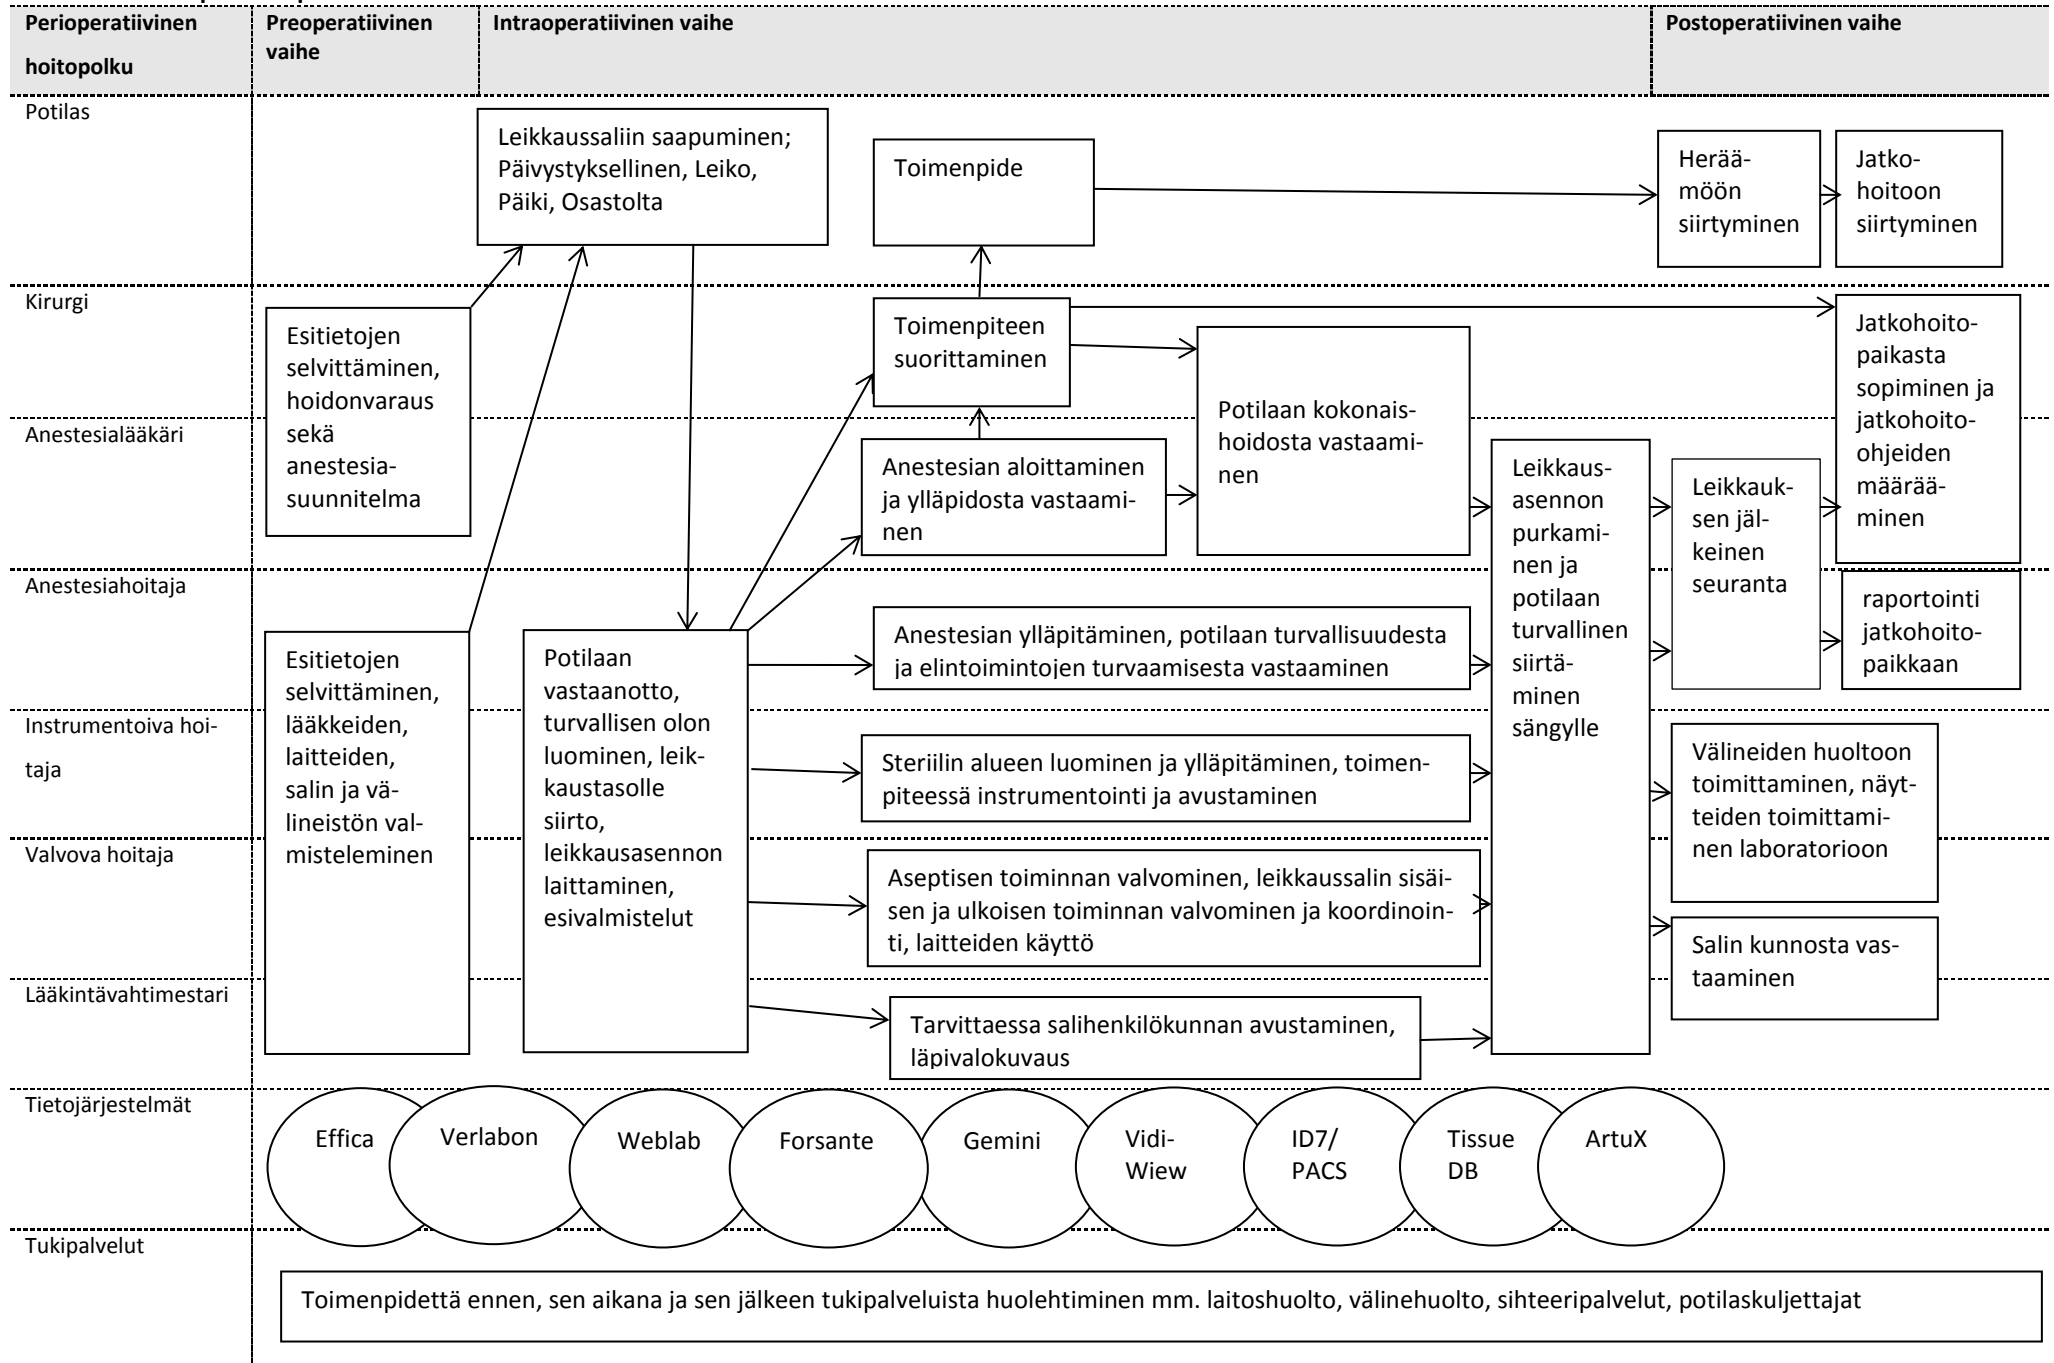 Perioperatiivinen
hoitopolku
Preoperatiivinen
vaihe
Intraoperatiivinen vaihe
Postoperatiivinen vaihe
Potilas
Leikkaussaliin saapuminen;
Päivystyksellinen, Leiko,
Päiki, Osastolta
Toimenpide
Herää-
möön
siirtyminen
Jatko-
hoitoon
siirtyminen
Kirurgi
Esitietojen
selvittäminen,
hoidonvaraus
sekä
anestesia-
suunnitelma
Toimenpiteen
suorittaminen
Potilaan kokonais-
hoidosta vastaami-
nen
Jatkohoito-
paikasta
sopiminen ja
jatkohoito-
ohjeiden
määrää-
minen
Anestesialääkäri
Anestesian aloittaminen
ja ylläpidosta vastaami-
nen
Leikkaus-
asennon
purkami-
nen ja
potilaan
turvallinen
siirtä-
minen
sängylle
Leikkauk-
sen jäl-
keinen
seuranta
Anestesiahoitaja
Esitietojen
selvittäminen,
lääkkeiden,
laitteiden,
salin ja vä-
lineistön val-
misteleminen
Potilaan
vastaanotto,
turvallisen olon
luominen, leik-
kaustasolle
siirto,
leikkausasennon
laittaminen,
esivalmistelut
Anestesian ylläpitäminen, potilaan turvallisuudesta
ja elintoimintojen turvaamisesta vastaaminen
raportointi
jatkohoito-
paikkaan
Instrumentoiva hoi-
taja
Steriilin alueen luominen ja ylläpitäminen, toimen-
piteessä instrumentointi ja avustaminen
Välineiden huoltoon
toimittaminen, näyt-
teiden toimittami-
nen laboratorioon
Valvova hoitaja
Aseptisen toiminnan valvominen, leikkaussalin sisäi-
sen ja ulkoisen toiminnan valvominen ja koordinoin-
ti, laitteiden käyttö
Salin kunnosta vas-
taaminen
Lääkintävahtimestari
Tarvittaessa salihenkilökunnan avustaminen,
läpivalokuvaus
Tietojärjestelmät
Effica
Verlabon
Weblab
Forsante
Gemini
Vidi-
Wiew
ID7/
PACS
Tissue
DB
ArtuX
Tukipalvelut
Toimenpidettä ennen, sen aikana ja sen jälkeen tukipalveluista huolehtiminen mm. laitoshuolto, välinehuolto, sihteeripalvelut, potilaskuljettajat